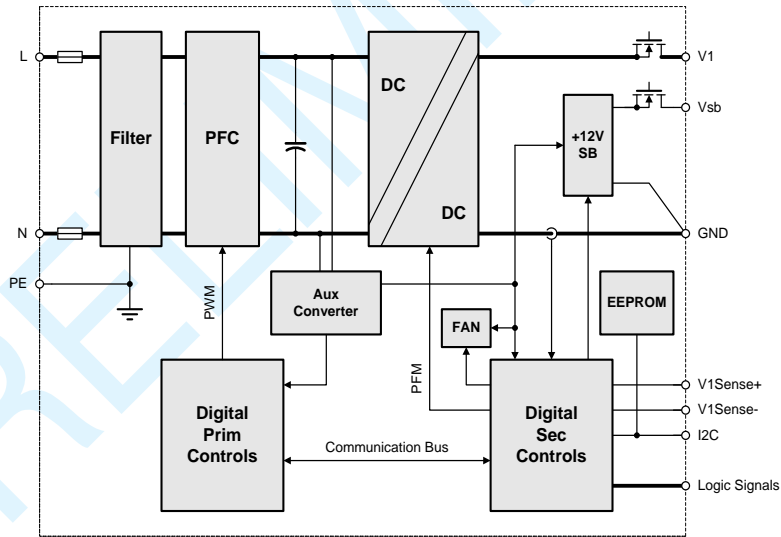 L
V1
DC
Vsb
+12V
SB
Filter
PFC
DC
N
GND
PE
Aux
Converter
EEPROM
PWM
FAN
PFM
V1Sense+
V1Sense-
I2C
Digital
Prim
Controls
Digital
Sec
Controls
Communication Bus
Logic Signals